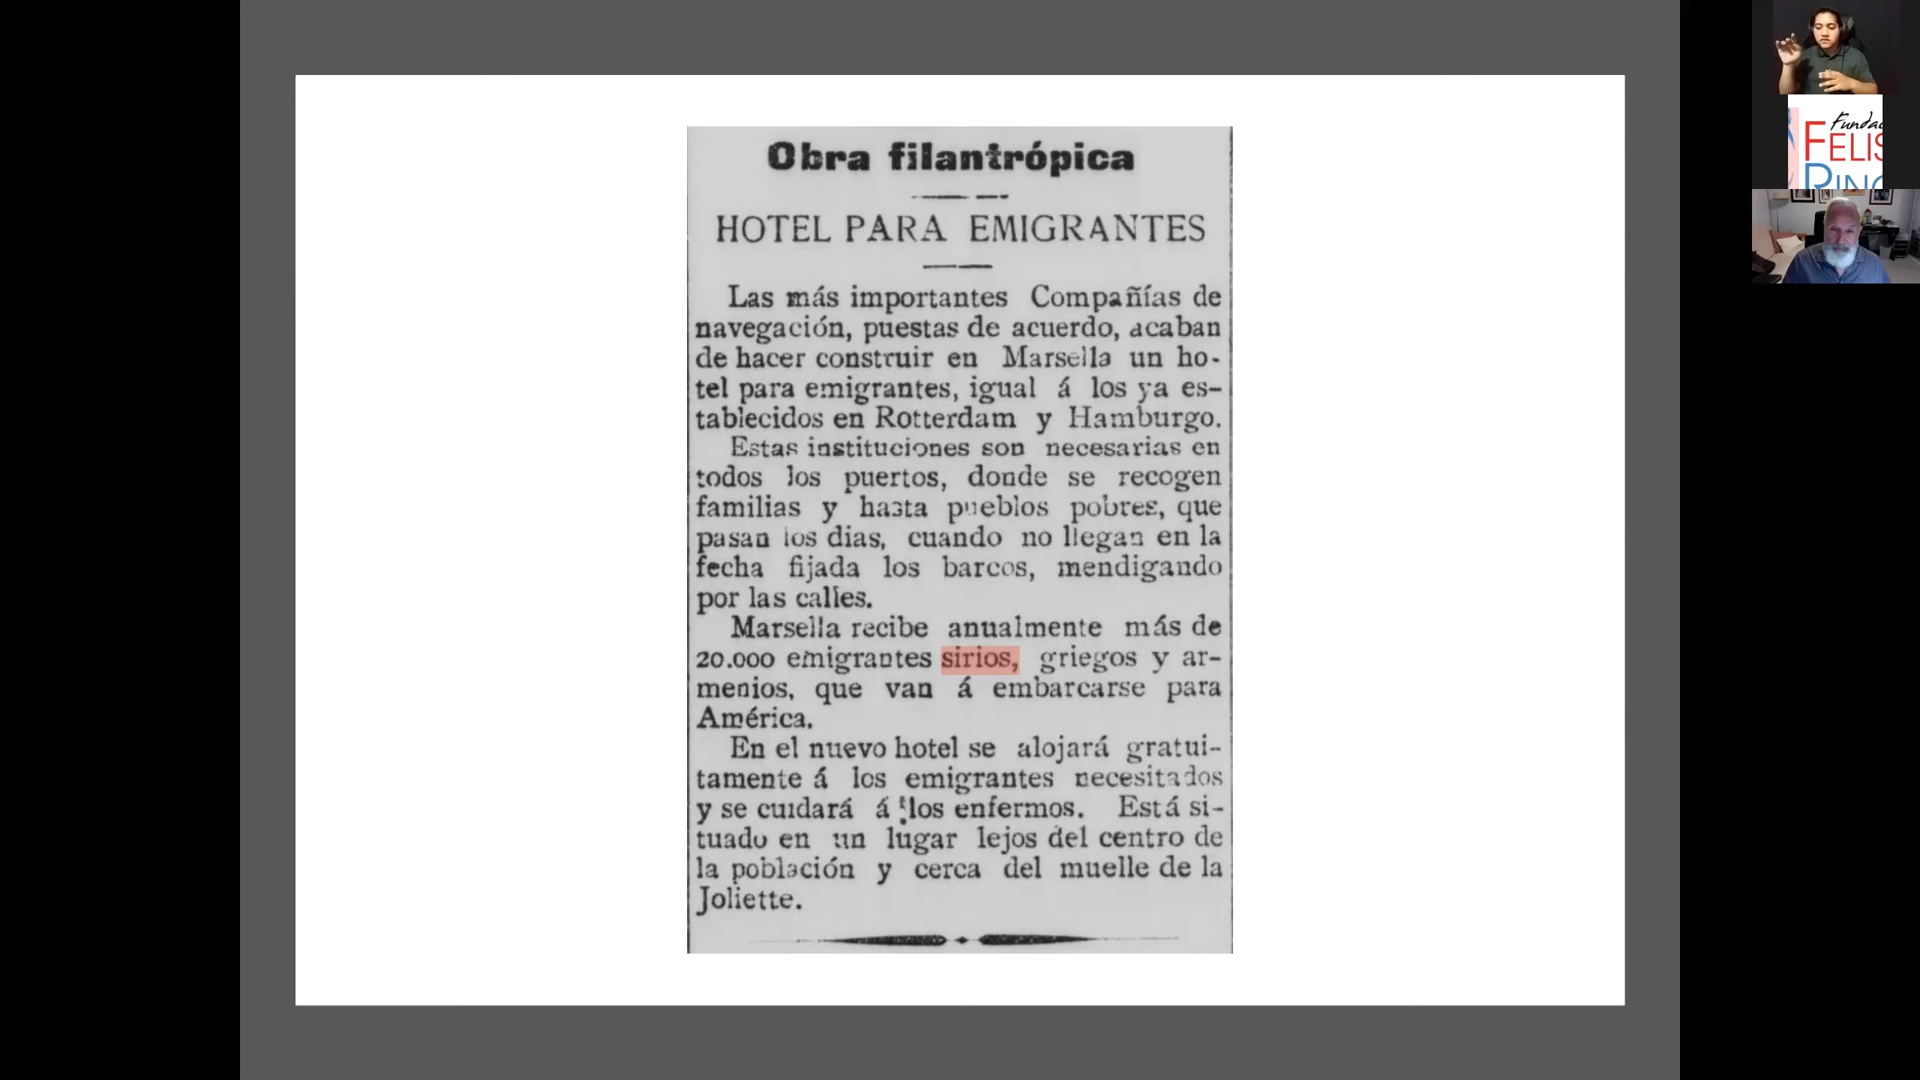 Obra filantrópica
HOTEL PARA EMIGRANTES
Las más importantes Compañías de
navegación, puestas de acuerdo, acaban
de hacer construir en Marsella un ho-
tel para emigrantes, igual á los ya es-
tablecidos en Rotterdam y Hamburgo.
Estas instituciones son necesarias en
todos los puertos, donde se recogen
familias y hasta pueblos pobres, que
pasan los dias, cuando no llegan en la
fecha fijada los barcos, mendigando
por las calles.
Marsella recibe anualmente más de
20.000 emigrantes sirios, griegos y ar-
menios, que van á embarcarse para
América.
En el nuevo hotel se alojará gratui-
tamente á los emigrantes necesitados
y se cuidará á los enfermos. Está si-
tuado en un lugar lejos del centro de
la población y cerca del muelle de la
Joliette.
Fundac
FELIS
RINC